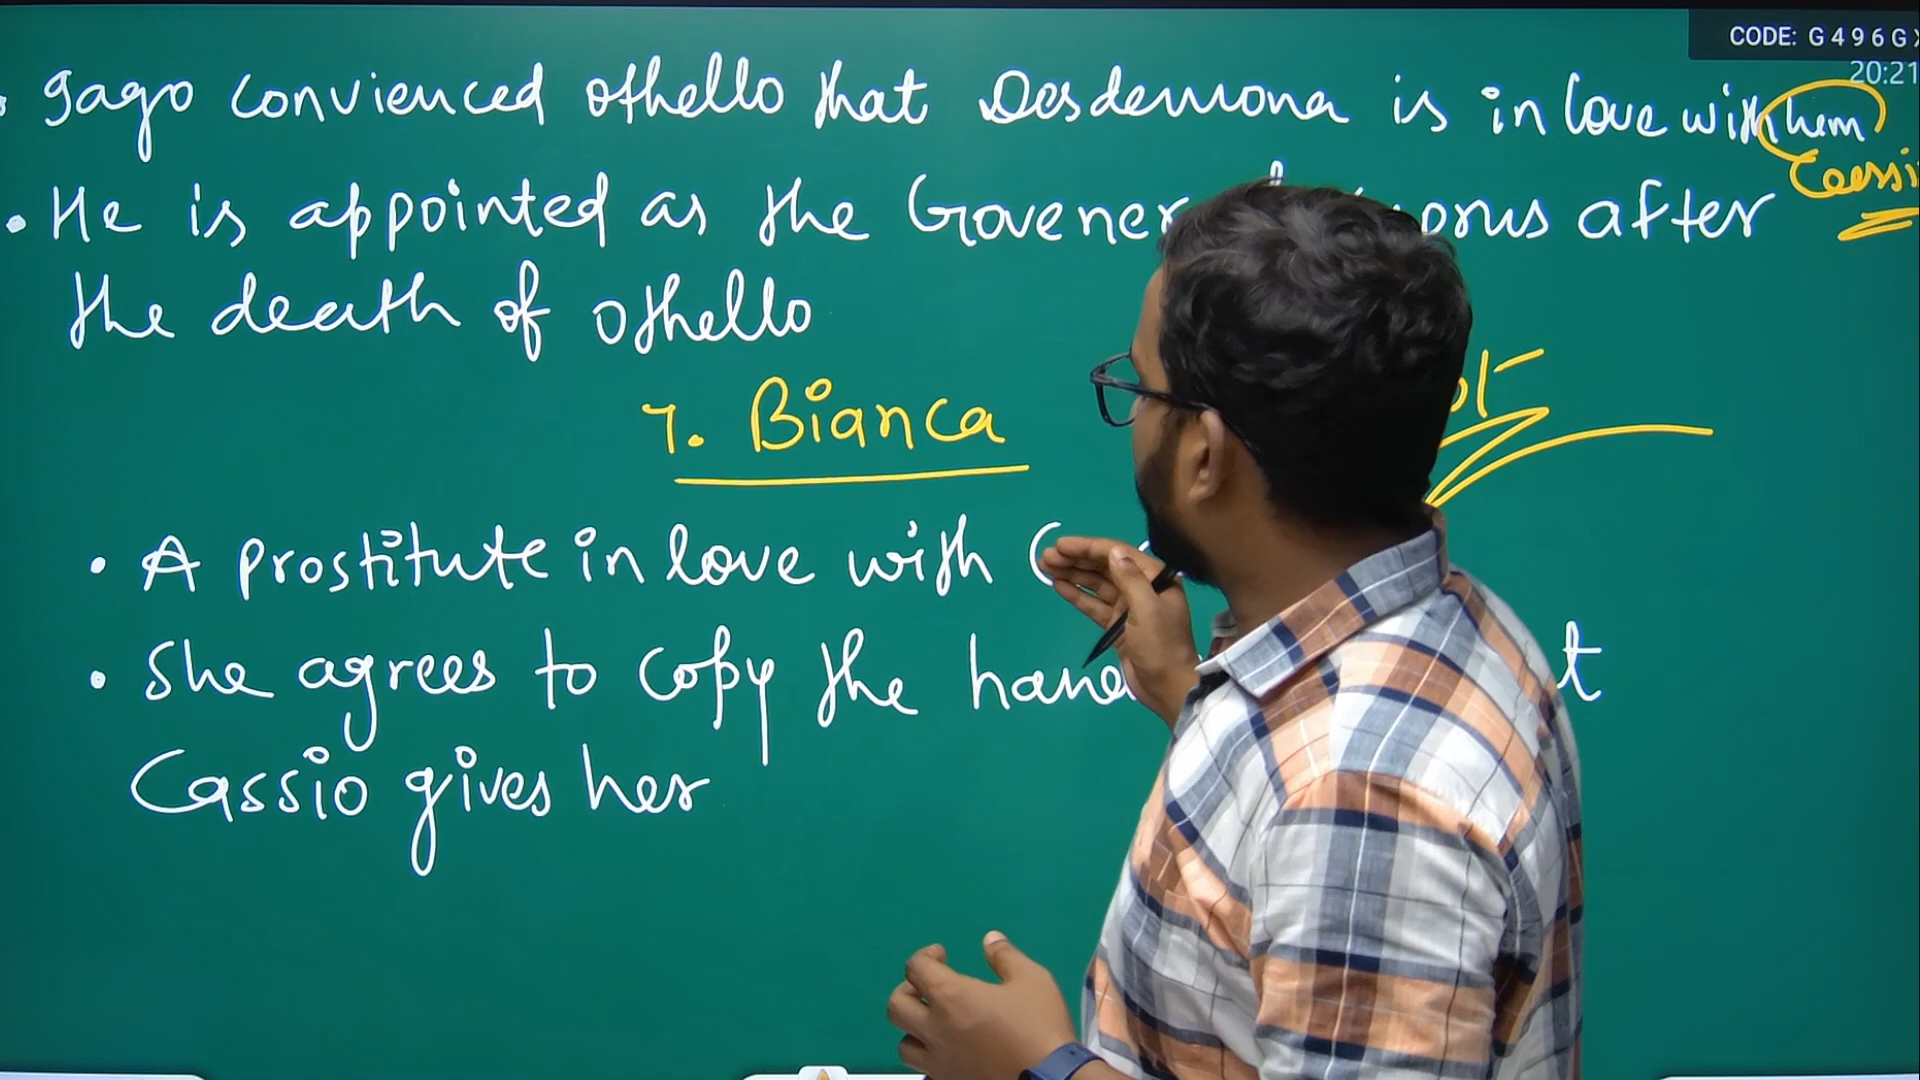 CODE: G496G
20:21
Iago convienced Othello that Desdemona is in love with him
Cassi
• He is appointed as the Govener after
the death of Othello
7. Bianca
• A prostitute in love with
• She agrees to copy the
Cassio gives her